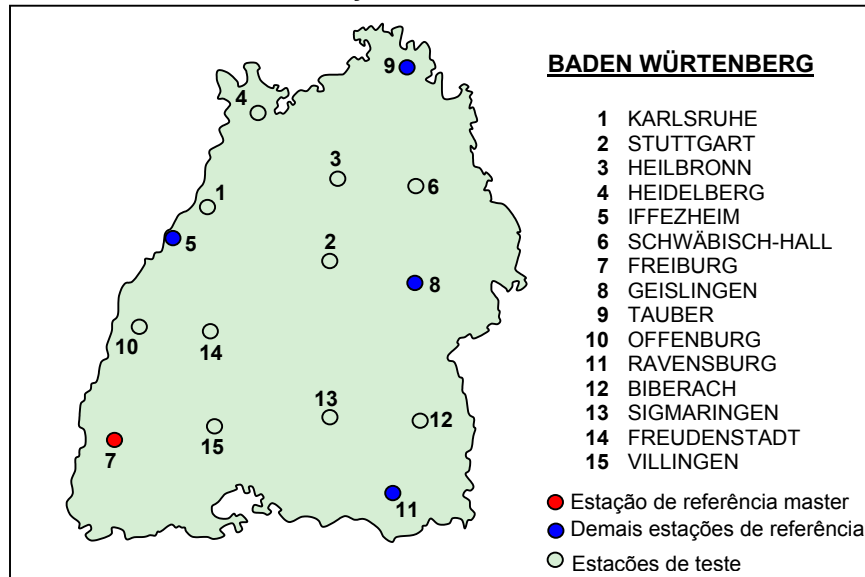 BADEN WÜRTENBERG
1 KARLSRUHE
2 STUTTGART
3 HEILBRONN
4 HEIDELBERG
5 IFFEZHEIM
6 SCHWÄBISCH-HALL
7 FREIBURG
8 GEISLINGEN
9 TAUBER
10 OFFENBURG
11 RAVENSBURG
12 BIBERACH
13 SIGMARINGEN
14 FREUDENSTADT
15 VILLINGEN
Estação de referência master
Demais estações de referência
Estações de teste
9
4
3
6
1
5
2
8
10
14
13
12
15
7
11